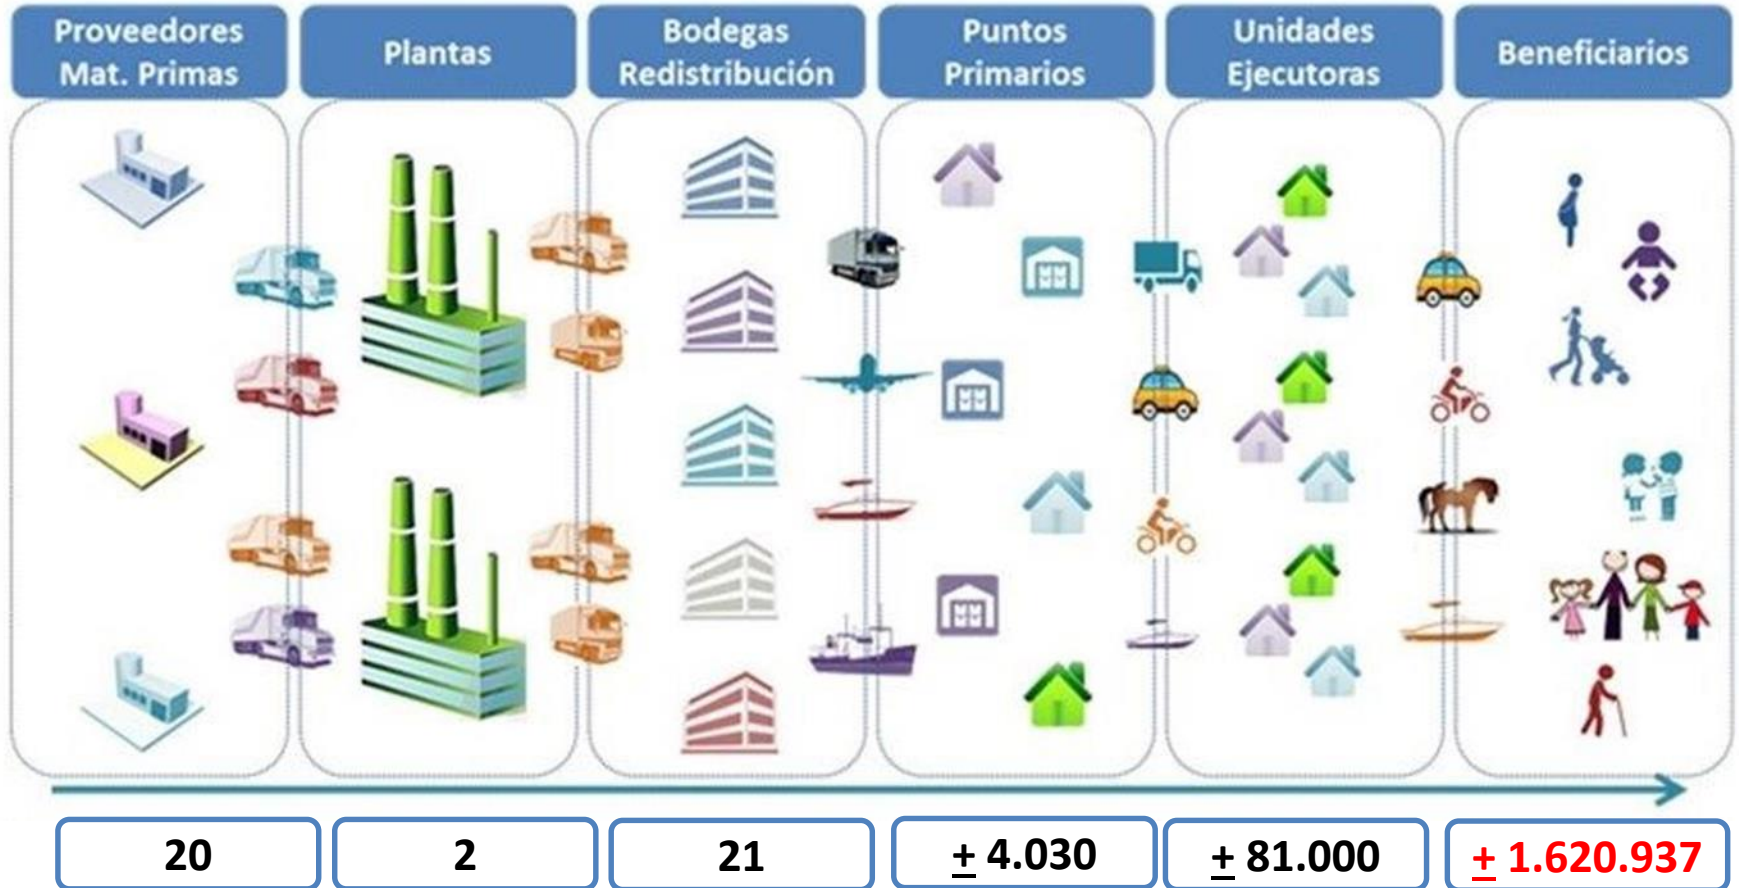 Proveedores
Mat. Primas
Plantas
Bodegas
Redistribución
Puntos
Primarios
Unidades
Ejecutoras
Beneficiarios
20
2
21
± 4.030
± 81.000
± 1.620.937